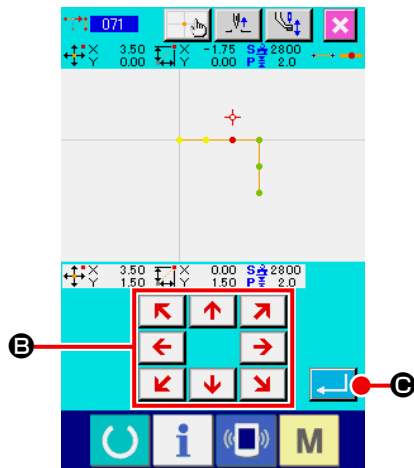 071
X 3.50 X -1.75 S 2800
Y 0.00 Y 0.00 P 2.0
X 3.50 X 0.00 S 2800
Y 1.50 Y 1.50 P 2.0
B
C
i M